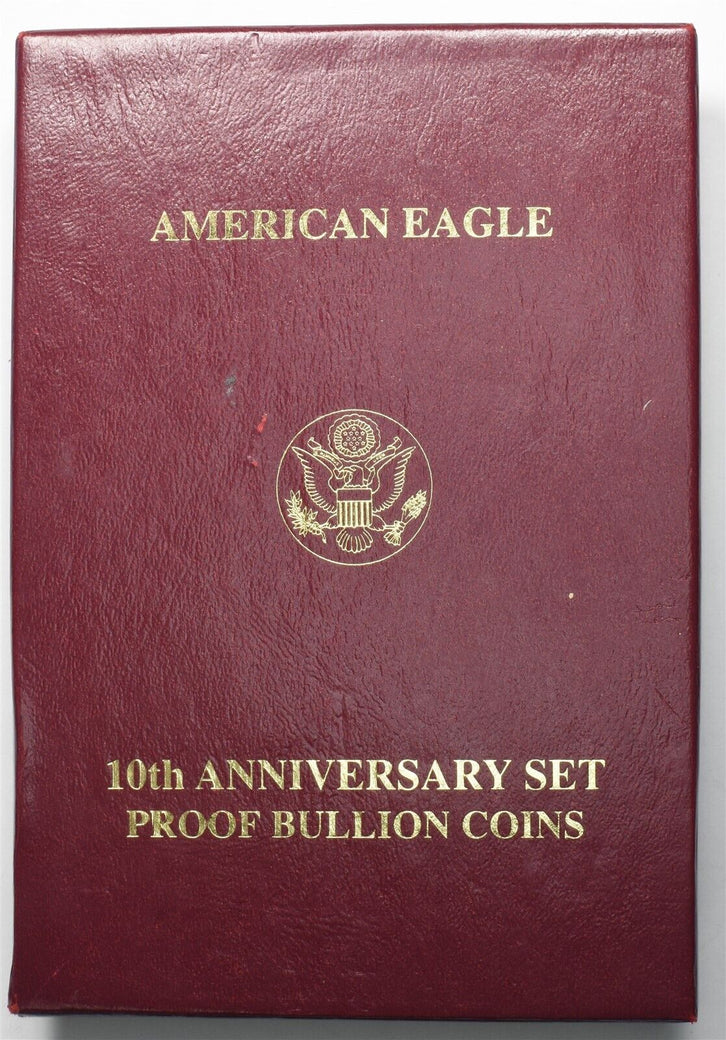 AMERICAN EAGLE
10th ANNIVERSARY SET
PROOF BULLION COINS